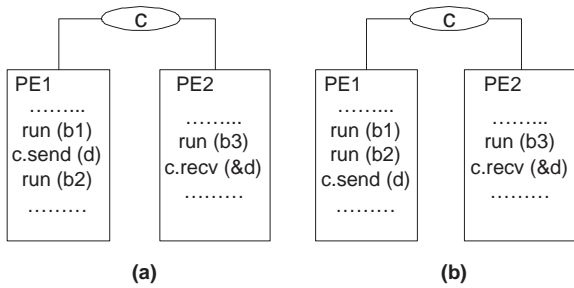 C
PE1
………...
run (b1)
c.send (d)
run (b2)
………
PE2
………...
run (b3)
c.recv (&d)
………
(a)
C
PE1
………...
run (b1)
run (b2)
c.send (d)
………
PE2
………...
run (b3)
c.recv (&d)
………
(b)